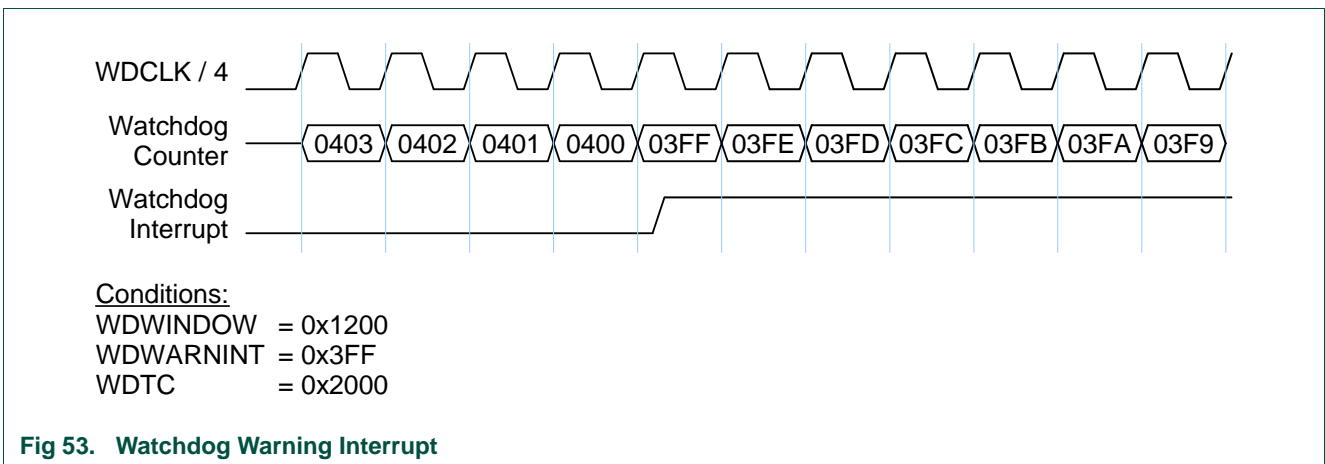 WDCLK / 4
Watchdog
Counter
0403 0402 0401 0400 03FF 03FE 03FD 03FC 03FB 03FA 03F9
Watchdog
Interrupt
Conditions:
WDWINDOW = 0x1200
WDWARNINT = 0x3FF
WDTC = 0x2000
Fig 53. Watchdog Warning Interrupt